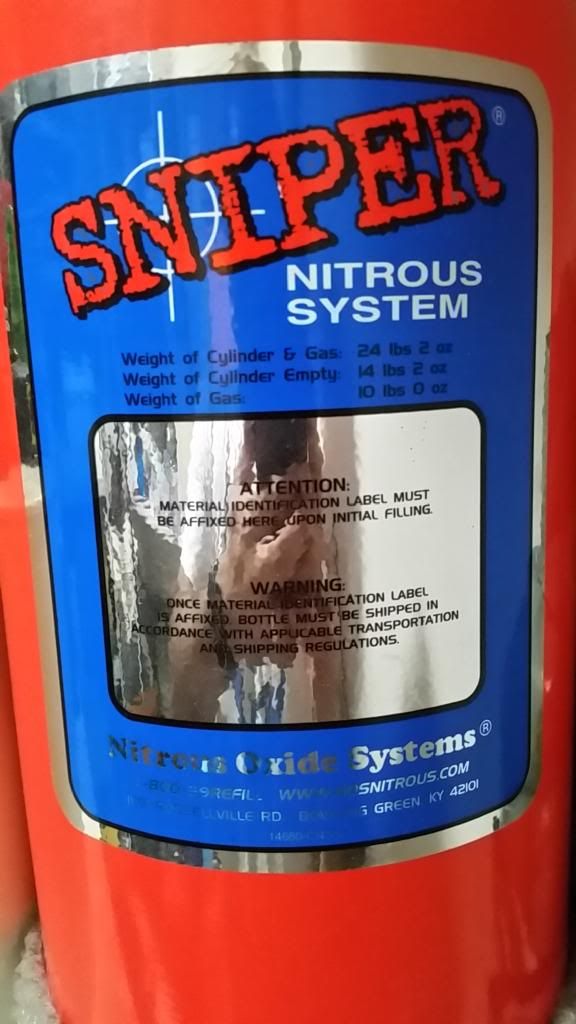 SNIPER®
NITROUS
SYSTEM
Weight of Cylinder & Gas: 24 lbs 2 oz
Weight of Cylinder Empty: 14 lbs 2 oz
Weight of Gas: 10 lbs 0 oz
ATTENTION:
MATERIAL IDENTIFICATION LABEL MUST
BE AFFIXED HERE UPON INITIAL FILLING.
WARNING:
ONCE MATERIAL IDENTIFICATION LABEL
IS AFFIXED, BOTTLE MUST BE SHIPPED IN
ACCORDANCE WITH APPLICABLE TRANSPORTATION
AND SHIPPING REGULATIONS.
Nitrous Oxide Systems®
RD. GREEN KY 42101